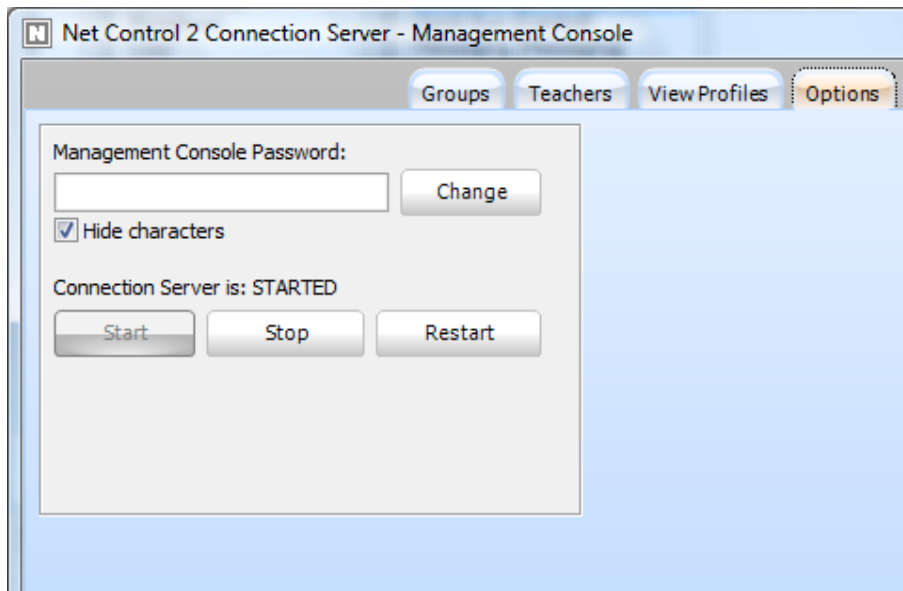 N Net Control 2 Connection Server - Management Console
Groups Teachers View Profiles Options
Management Console Password:
Change
Hide characters
Connection Server is: STARTED
Start Stop Restart